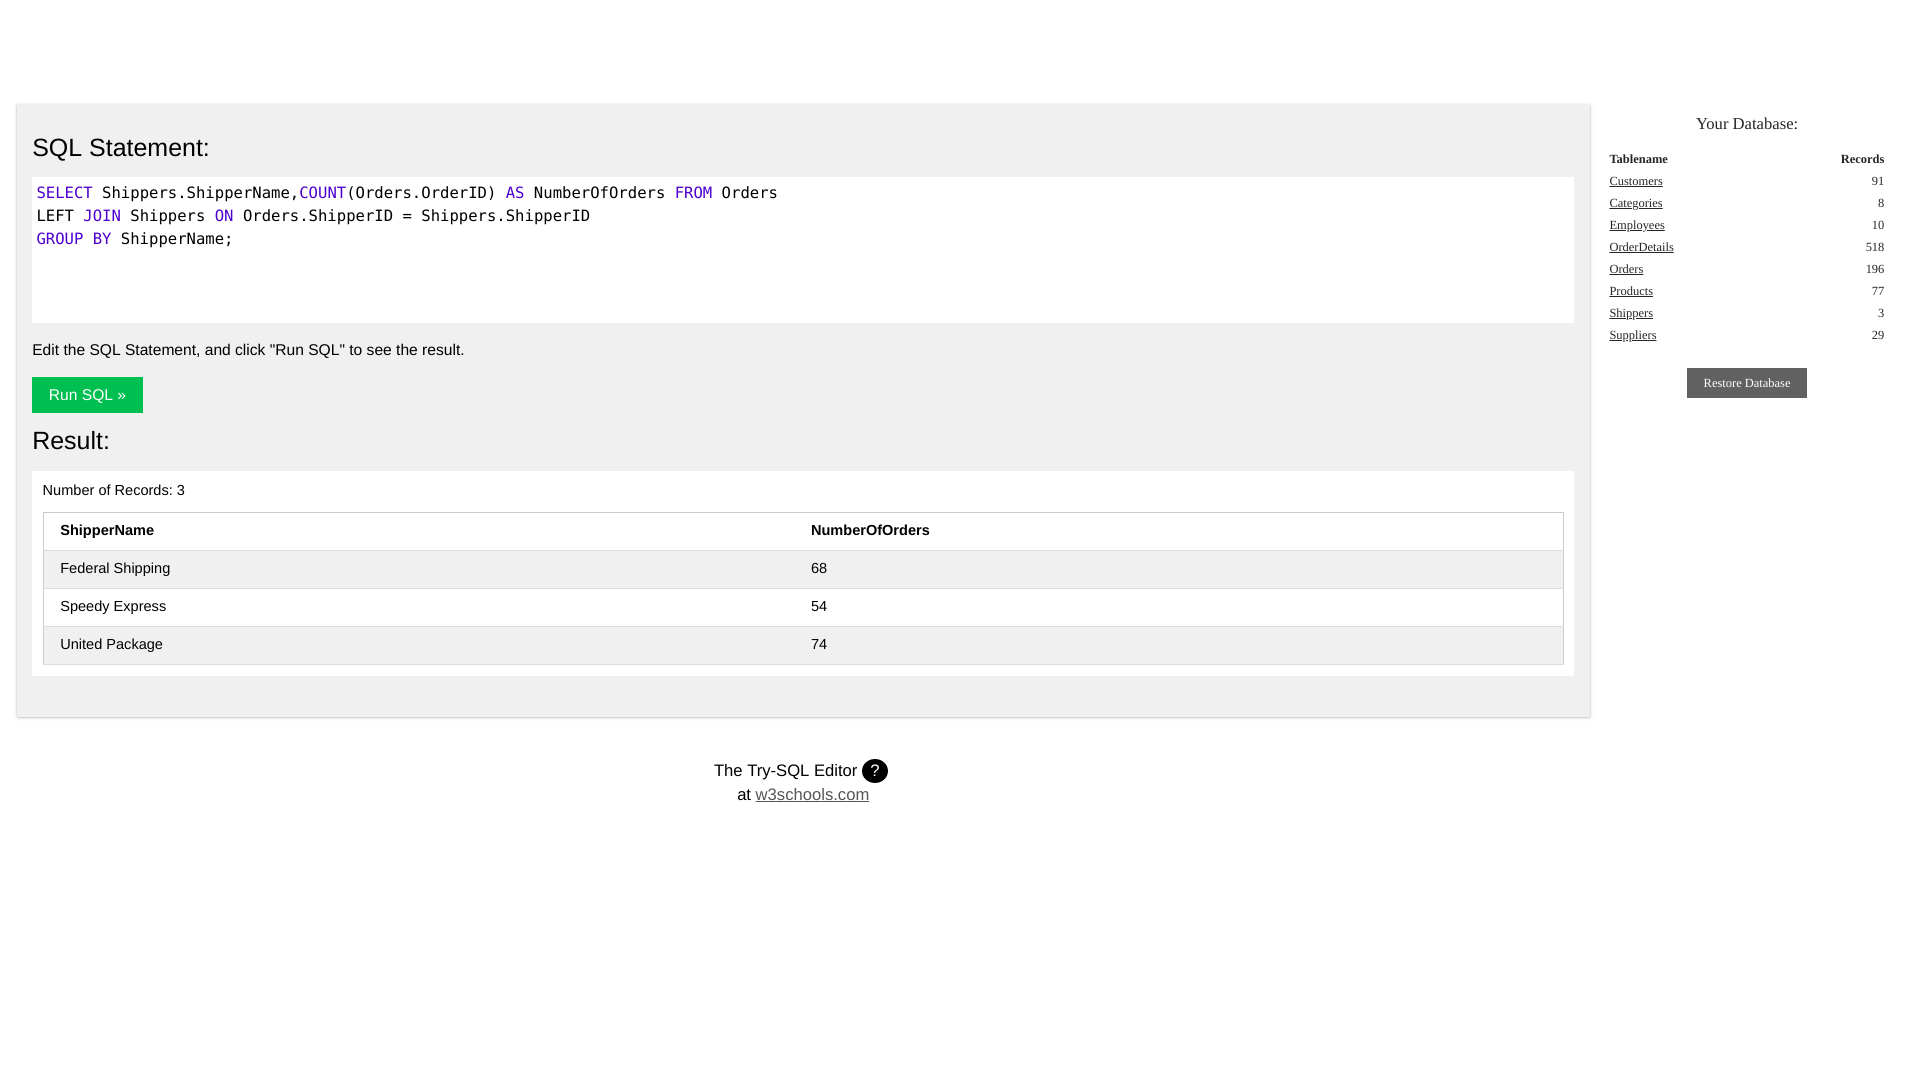 SQL Statement:
SELECT Shippers.ShipperName,COUNT(Orders.OrderID) AS NumberOfOrders FROM Orders
LEFT JOIN Shippers ON Orders.ShipperID = Shippers.ShipperID
GROUP BY ShipperName;
Edit the SQL Statement, and click "Run SQL" to see the result.
Run SQL »
Result:
Number of Records: 3
ShipperName NumberOfOrders
Federal Shipping 68
Speedy Express 54
United Package 74
The Try-SQL Editor ?
at w3schools.com
Your Database:
Tablename Records
Customers 91
Categories 8
Employees 10
OrderDetails 518
Orders 196
Products 77
Shippers 3
Suppliers 29
Restore Database